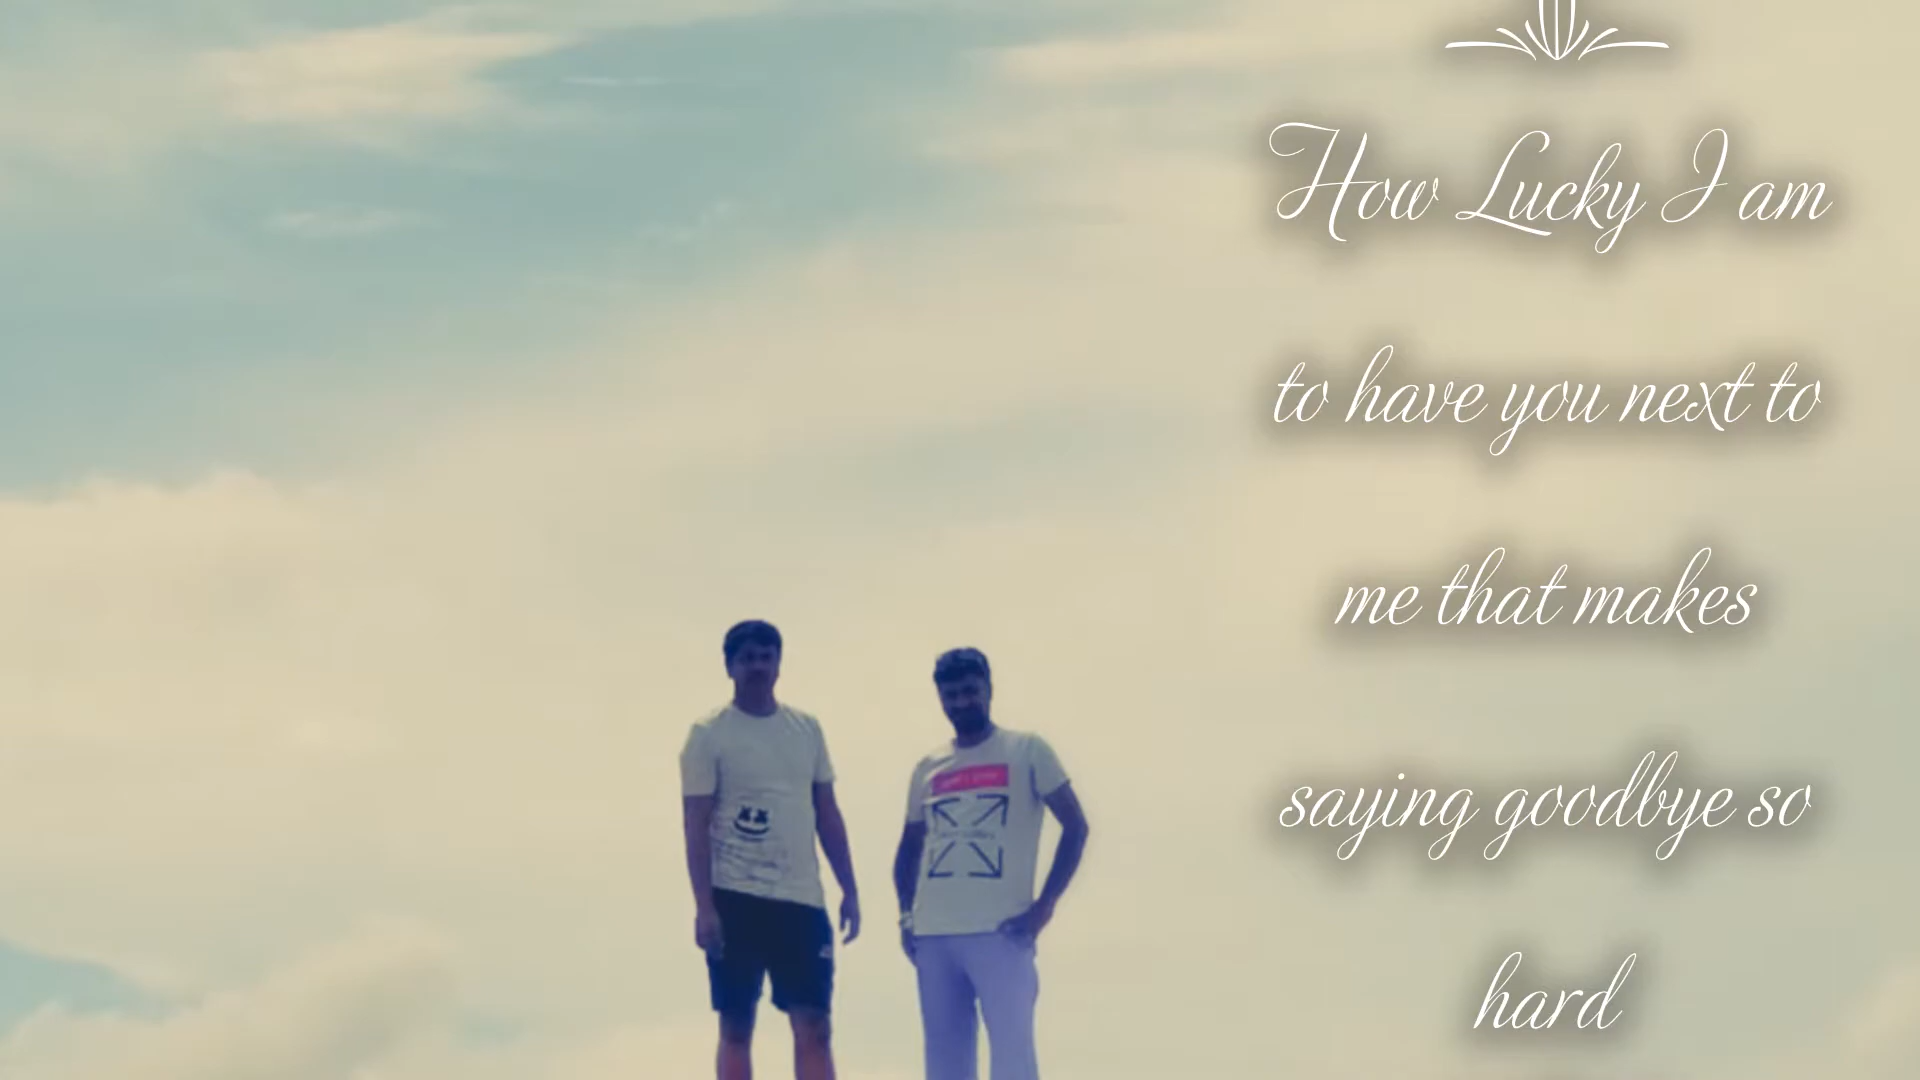 How Lucky I am
to have you next to
me that makes
saying goodbye so
hard